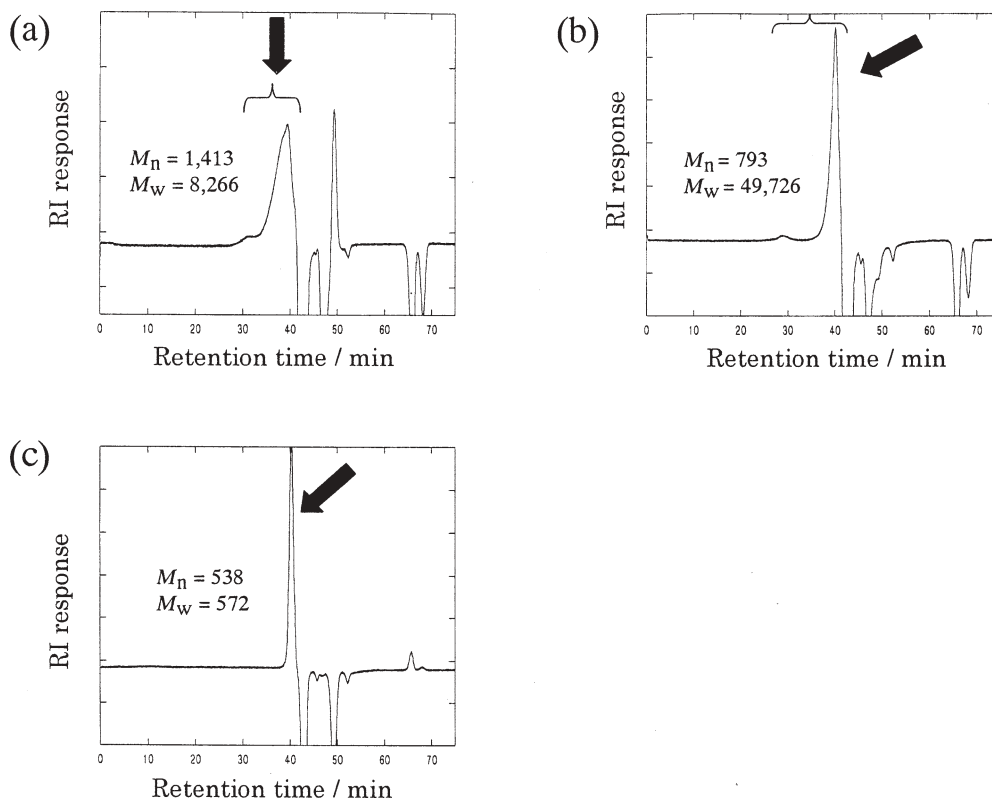 (a)
RI response
Mn = 1,413
Mw = 8,266
0 10 20 30 40 50 60 70
Retention time / min
(b)
RI response
Mn = 793
Mw = 49,726
0 10 20 30 40 50 60 70
Retention time / min
(c)
RI response
Mn = 538
Mw = 572
0 10 20 30 40 50 60 70
Retention time / min